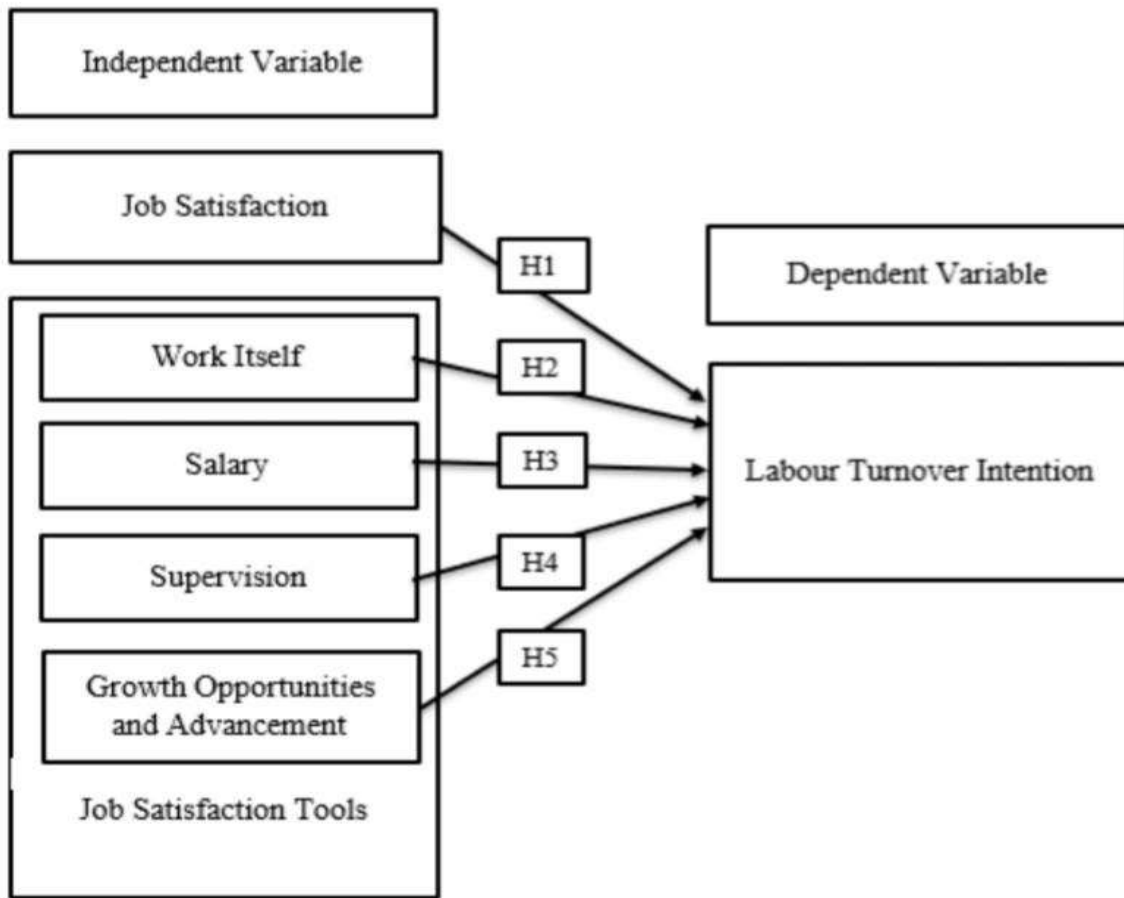 Independent Variable
Job Satisfaction
H1
Dependent Variable
Work Itself
H2
Salary
H3
Labour Turnover Intention
Supervision
H4
H5
Growth Opportunities
and Advancement
Job Satisfaction Tools